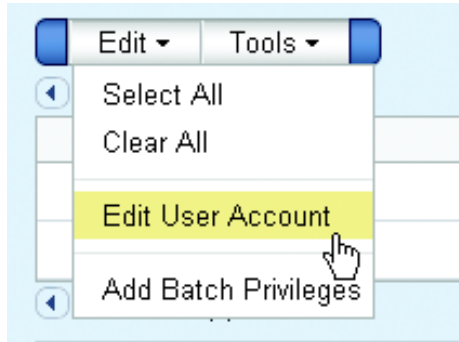 Edit Tools
Select All
Clear All
Edit User Account
Add Batch Privileges